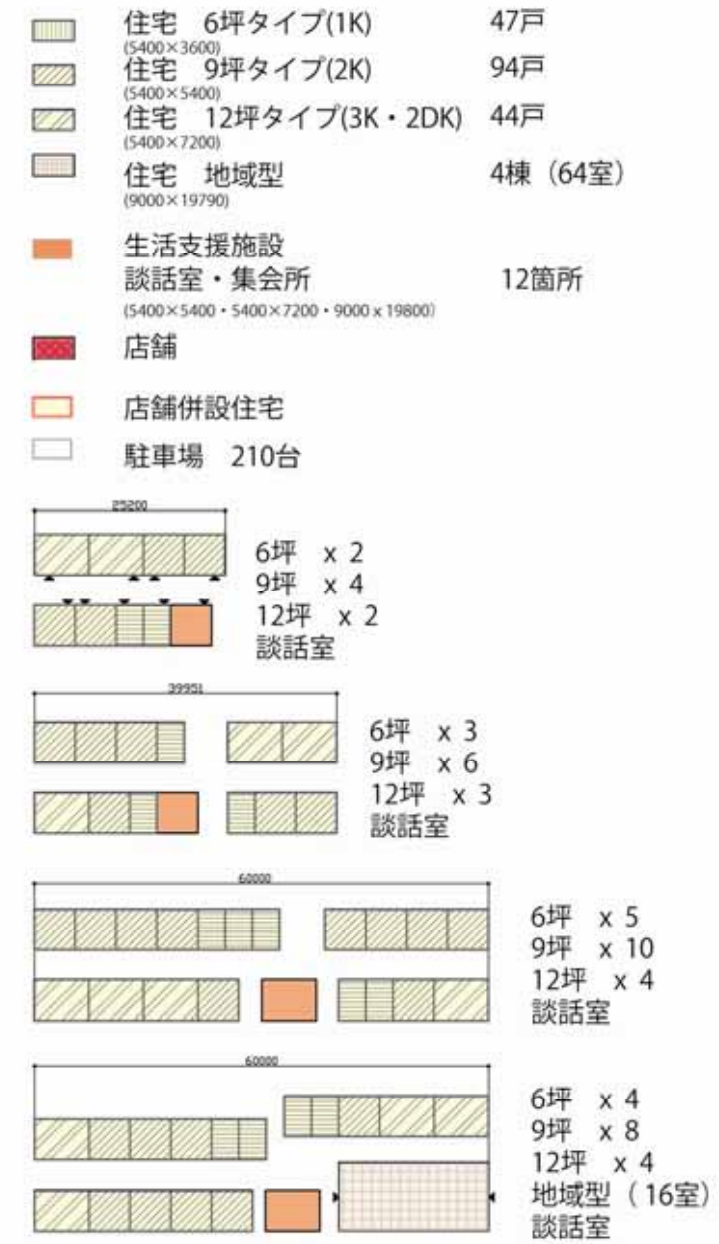 住宅 6坪タイプ(1K) 47戸
(5400×3600)
住宅 9坪タイプ(2K) 94戸
(5400×5400)
住宅 12坪タイプ(3K・2DK) 44戸
(5400×7200)
住宅 地域型 4棟（64室）
(9000×19790)
生活支援施設
談話室・集会所 12箇所
(5400×5400・5400×7200・9000 x 19800)
店舗
店舗併設住宅
駐車場 210台
25200
6坪 x 2
9坪 x 4
12坪 x 2
談話室
39951
6坪 x 3
9坪 x 6
12坪 x 3
談話室
60000
6坪 x 5
9坪 x 10
12坪 x 4
談話室
60000
6坪 x 4
9坪 x 8
12坪 x 4
地域型（16室）
談話室